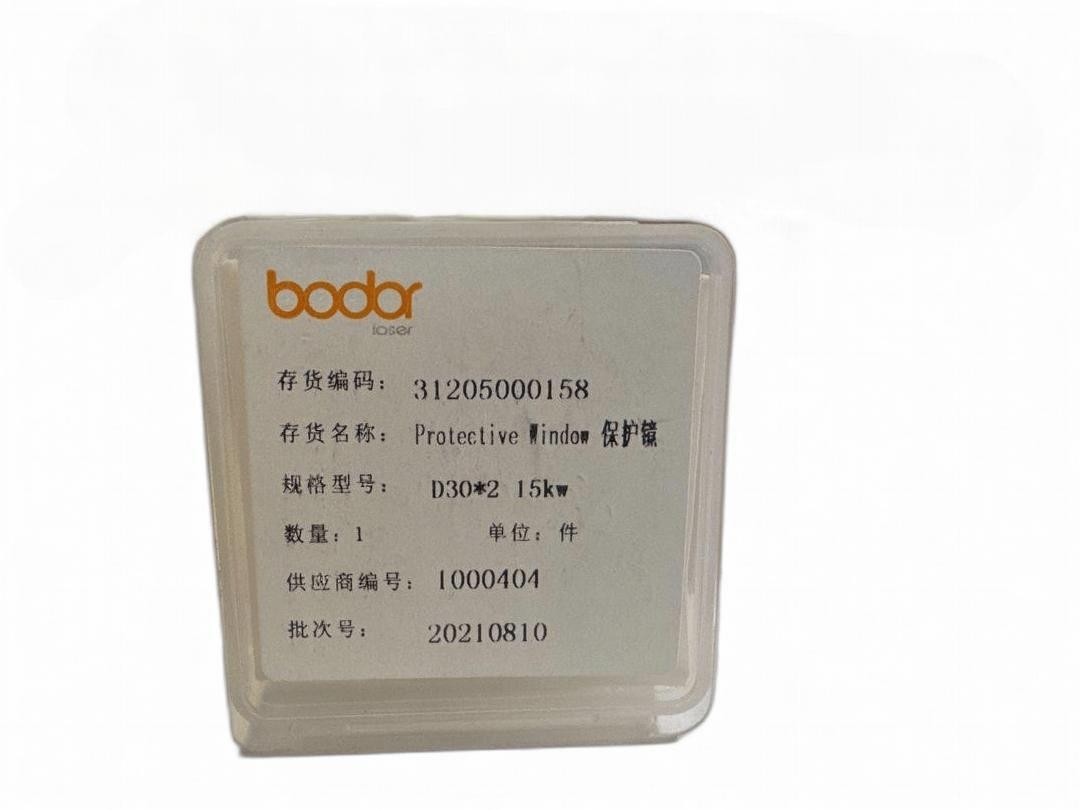 bodor
laser
存货编码: 31205000158
存货名称: Protective Window 保护镜
规格型号: D30*2 15kw
数量: 1 单位: 件
供应商编号: 1000404
批次号: 20210810